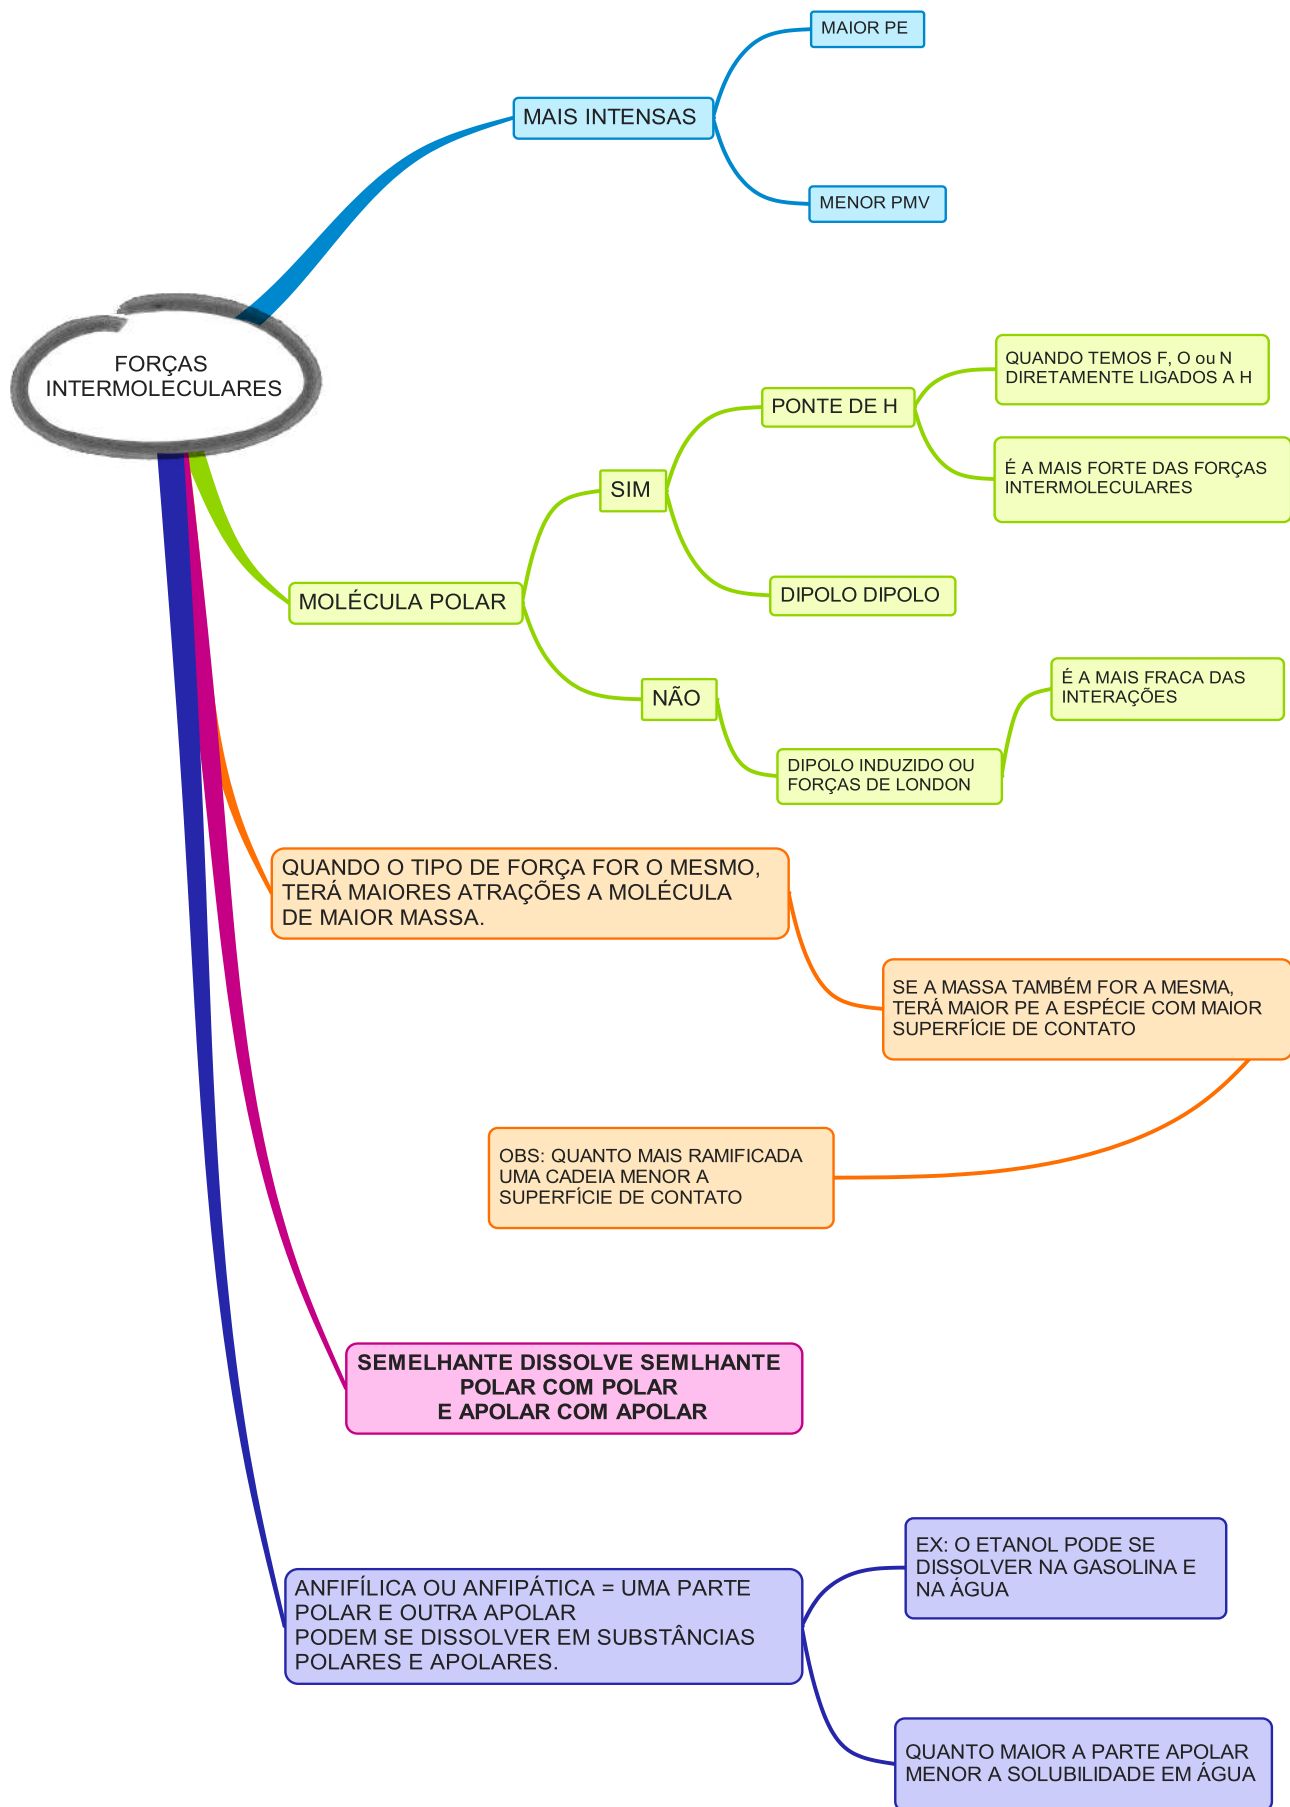 MAIOR PE
MAIS INTENSAS
MENOR PMV
FORÇAS
INTERMOLECULARES
QUANDO TEMOS F, O ou N
DIRETAMENTE LIGADOS A H
PONTE DE H
É A MAIS FORTE DAS FORÇAS
INTERMOLECULARES
SIM
DIPOLO DIPOLO
MOLÉCULA POLAR
NÃO
É A MAIS FRACA DAS
INTERAÇÕES
DIPOLO INDUZIDO OU
FORÇAS DE LONDON
QUANDO O TIPO DE FORÇA FOR O MESMO,
TERÁ MAIORES ATRAÇÕES A MOLÉCULA
DE MAIOR MASSA.
SE A MASSA TAMBÉM FOR A MESMA,
TERÁ MAIOR PE A ESPÉCIE COM MAIOR
SUPERFÍCIE DE CONTATO
OBS: QUANTO MAIS RAMIFICADA
UMA CADEIA MENOR A
SUPERFÍCIE DE CONTATO
SEMELHANTE DISSOLVE SEMLHANTE
POLAR COM POLAR
E APOLAR COM APOLAR
ANFIFÍLICA OU ANFIPÁTICA = UMA PARTE
POLAR E OUTRA APOLAR
PODEM SE DISSOLVER EM SUBSTÂNCIAS
POLARES E APOLARES.
EX: O ETANOL PODE SE
DISSOLVER NA GASOLINA E
NA ÁGUA
QUANTO MAIOR A PARTE APOLAR
MENOR A SOLUBILIDADE EM ÁGUA